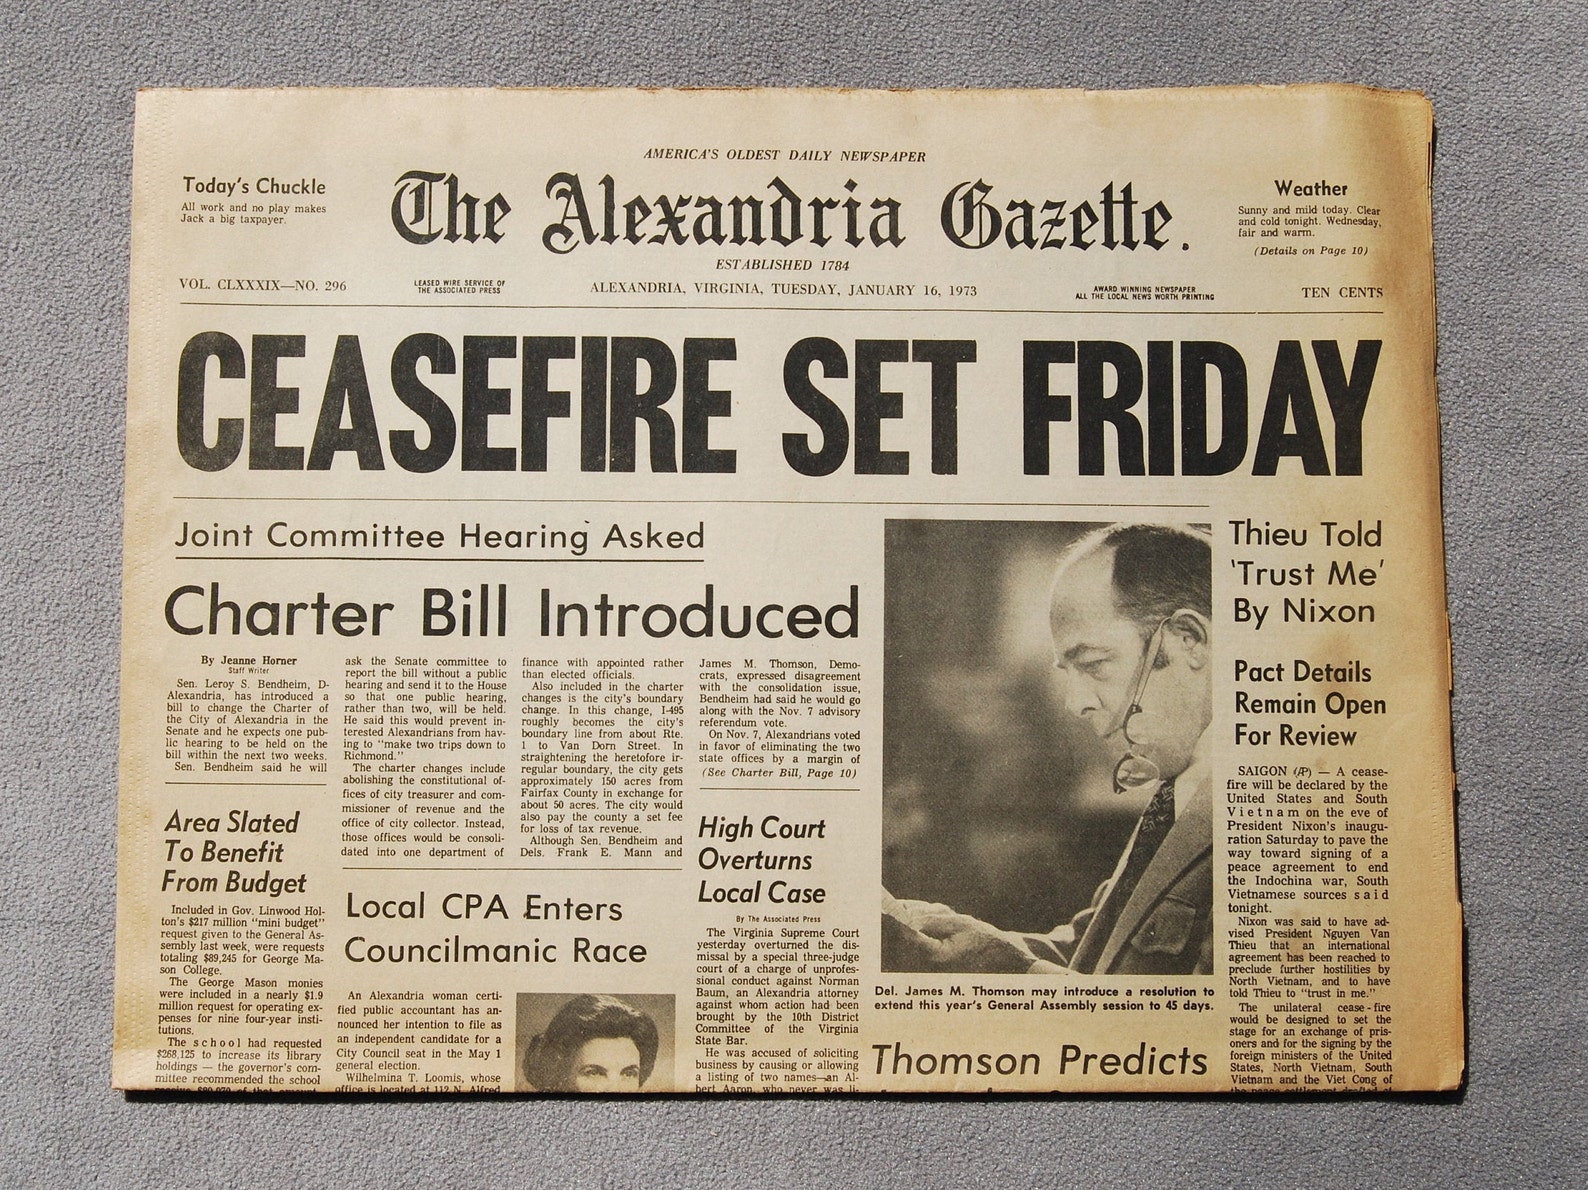 AMERICA'S OLDEST DAILY NEWSPAPER
Today's Chuckle
All work and no play makes
Jack a big taxpayer.
The Alexandria Gazette.
ESTABLISHED 1784
Weather
Sunny and mild today. Clear
and cold tonight. Wednesday,
fair and warm.
(Details on Page 10)
VOL. CLXXXIX—NO. 296
LEASED WIRE SERVICE OF
THE ASSOCIATED PRESS
ALEXANDRIA, VIRGINIA, TUESDAY, JANUARY 16, 1973
AWARD WINNING NEWSPAPER
ALL THE LOCAL NEWS WORTH PRINTING
TEN CENTS
CEASEFIRE SET FRIDAY
Joint Committee Hearing Asked
Charter Bill Introduced
By Jeanne Horner
Staff Writer
Sen. Leroy S. Bendheim, D-
Alexandria, has introduced a
bill to change the Charter of
the City of Alexandria in the
Senate and he expects one pub-
lic hearing to be held on the
bill within the next two weeks.
Sen. Bendheim said he will
ask the Senate committee to
report the bill without a public
hearing and send it to the House
so that one public hearing,
rather than two, will be held.
He said this would prevent in-
terested Alexandrians from hav-
ing to "make two trips down to
Richmond."
The charter changes include
abolishing the constitutional of-
fices of city treasurer and com-
missioner of revenue and the
office of city collector. Instead,
those offices would be consoli-
dated into one department of
finance with appointed rather
than elected officials.
Also included in the charter
changes is the city's boundary
change. In this change, I-495
roughly becomes the city's
boundary line from about Rte.
1 to Van Dorn Street. In
straightening the heretofore ir-
regular boundary, the city gets
approximately 150 acres from
Fairfax County in exchange for
about 50 acres. The city would
also pay the county a set fee
for loss of tax revenue.
Although Sen. Bendheim and
Dels. Frank E. Mann and
James M. Thomson, Demo-
crats, expressed disagreement
with the consolidation issue,
Bendheim had said he would go
along with the Nov. 7 advisory
referendum vote.
On Nov. 7, Alexandrians voted
in favor of eliminating the two
state offices by a margin of
(See Charter Bill, Page 10)
Area Slated
To Benefit
From Budget
Included in Gov. Linwood Hol-
ton's $217 million "mini budget"
request given to the General As-
sembly last week, were requests
totaling $89,245 for George Ma-
son College.
The George Mason monies
were included in a nearly $1.9
million request for operating ex-
penses for nine four-year insti-
tutions.
The school had requested
$268,125 to increase its library
holdings — the governor's com-
mittee recommended the school
Local CPA Enters
Councilmanic Race
An Alexandria woman certi-
fied public accountant has an-
nounced her intention to file as
an independent candidate for a
City Council seat in the May 1
general election.
Wilhelmina T. Loomis, whose
office is located at 112 N. Alfred
High Court
Overturns
Local Case
By The Associated Press
The Virginia Supreme Court
yesterday overturned the dis-
missal by a special three-judge
court of a charge of unprofes-
sional conduct against Norman
Baum, an Alexandria attorney
against whom action had been
brought by the 10th District
Committee of the Virginia
State Bar.
He was accused of soliciting
business by causing or allowing
a listing of two names—an Al-
bert Aaron, who never was li-
Del. James M. Thomson may introduce a resolution to
extend this year's General Assembly session to 45 days.
Thomson Predicts
Thieu Told
'Trust Me'
By Nixon
Pact Details
Remain Open
For Review
SAIGON (AP) — A cease-
fire will be declared by the
United States and South
Vietnam on the eve of
President Nixon's inaugu-
ration Saturday to pave the
way toward signing of a
peace agreement to end
the Indochina war, South
Vietnamese sources said
tonight.
Nixon was said to have ad-
vised President Nguyen Van
Thieu that an international
agreement has been reached to
preclude further hostilities by
North Vietnam, and to have
told Thieu to "trust in me."
The unilateral cease-fire
would be designed to set the
stage for an exchange of pris-
oners and for the signing by the
foreign ministers of the United
States, North Vietnam, South
Vietnam and the Viet Cong of